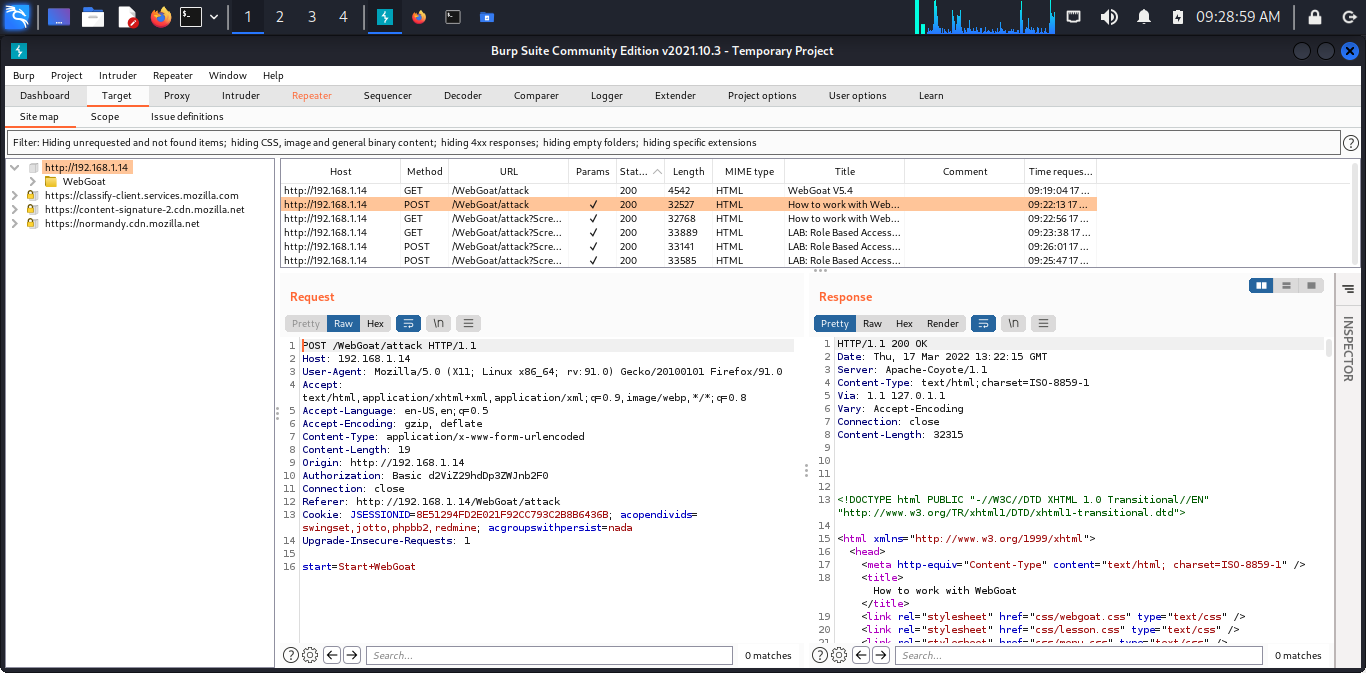 1 2 3 4 09:28:59 AM
Burp Suite Community Edition v2021.10.3 - Temporary Project
Burp Project Intruder Repeater Window Help
Dashboard Target Proxy Intruder Repeater Sequencer Decoder Comparer Logger Extender Project options User options Learn
Site map Scope Issue definitions
Filter: Hiding unrequested and not found items; hiding CSS, image and general binary content; hiding 4xx responses; hiding empty folders; hiding specific extensions
http://192.168.1.14
WebGoat
https://classify-client.services.mozilla.com
https://content-signature-2.cdn.mozilla.net
https://normandy.cdn.mozilla.net
Host Method URL Params Stat... Length MIME type Title Comment Time reques...
http://192.168.1.14 GET /WebGoat/attack 200 4542 HTML WebGoat V5.4 09:19:04 17 ...
http://192.168.1.14 POST /WebGoat/attack ✓ 200 32527 HTML How to work with Web... 09:22:13 17 ...
http://192.168.1.14 GET /WebGoat/attack?Scre... ✓ 200 32768 HTML How to work with Web... 09:22:56 17 ...
http://192.168.1.14 GET /WebGoat/attack?Scre... ✓ 200 33889 HTML LAB: Role Based Access... 09:23:38 17 ...
http://192.168.1.14 POST /WebGoat/attack?Scre... ✓ 200 33141 HTML LAB: Role Based Access... 09:26:01 17 ...
http://192.168.1.14 POST /WebGoat/attack?Scre... ✓ 200 33585 HTML LAB: Role Based Access... 09:25:47 17 ...
Request
Pretty Raw Hex \n
1 POST /WebGoat/attack HTTP/1.1
2 Host: 192.168.1.14
3 User-Agent: Mozilla/5.0 (X11; Linux x86_64; rv:91.0) Gecko/20100101 Firefox/91.0
4 Accept:
text/html,application/xhtml+xml,application/xml;q=0.9,image/webp,*/*;q=0.8
5 Accept-Language: en-US,en;q=0.5
6 Accept-Encoding: gzip, deflate
7 Content-Type: application/x-www-form-urlencoded
8 Content-Length: 19
9 Origin: http://192.168.1.14
10 Authorization: Basic d2ViZ29hdDp3ZWJnb2F0
11 Connection: close
12 Referer: http://192.168.1.14/WebGoat/attack
13 Cookie: JSESSIONID=8E51294FD2E021F92CC793C2B8B6436B; acopendivids=
swingset,jotto,phpbb2,redmine; acgroupswithpersist=nada
14 Upgrade-Insecure-Requests: 1
15
16 start=Start+WebGoat
Search... 0 matches
Response
Pretty Raw Hex Render \n
1 HTTP/1.1 200 OK
2 Date: Thu, 17 Mar 2022 13:22:15 GMT
3 Server: Apache-Coyote/1.1
4 Content-Type: text/html;charset=ISO-8859-1
5 Via: 1.1 127.0.1.1
6 Vary: Accept-Encoding
7 Connection: close
8 Content-Length: 32315
9
10
11
12
13 <!DOCTYPE html PUBLIC "-//W3C//DTD XHTML 1.0 Transitional//EN"
"http://www.w3.org/TR/xhtml1/DTD/xhtml1-transitional.dtd">
14
15 <html xmlns="http://www.w3.org/1999/xhtml">
16 <head>
17 <meta http-equiv="Content-Type" content="text/html; charset=ISO-8859-1" />
18 <title>
How to work with WebGoat
</title>
19 <link rel="stylesheet" href="css/webgoat.css" type="text/css" />
20 <link rel="stylesheet" href="css/lesson.css" type="text/css" />
21 <link rel="stylesheet" href="css/menu.css" type="text/css" />
Search... 0 matches
INSPECTOR